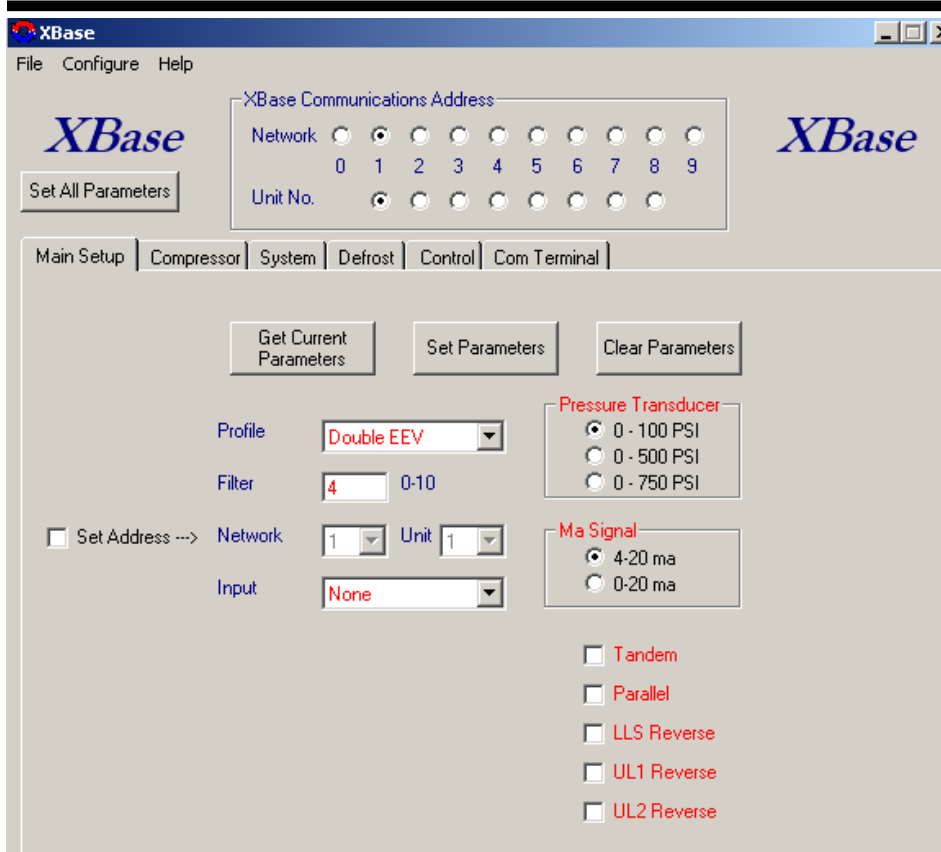 XBase
File Configure Help
XBase Communications Address
XBase
Network
XBase
0 1 2 3 4 5 6 7 8 9
Set All Parameters
Unit No.
Main Setup Compressor System Defrost Control Com Terminal
Get Current
Parameters
Set Parameters
Clear Parameters
Pressure Transducer
Profile Double EEV
0 - 100 PSI
0 - 500 PSI
0 - 750 PSI
Filter 4 0-10
Set Address ---> Network 1 Unit 1
Ma Signal
4-20 ma
0-20 ma
Input None
Tandem
Parallel
LLS Reverse
UL1 Reverse
UL2 Reverse